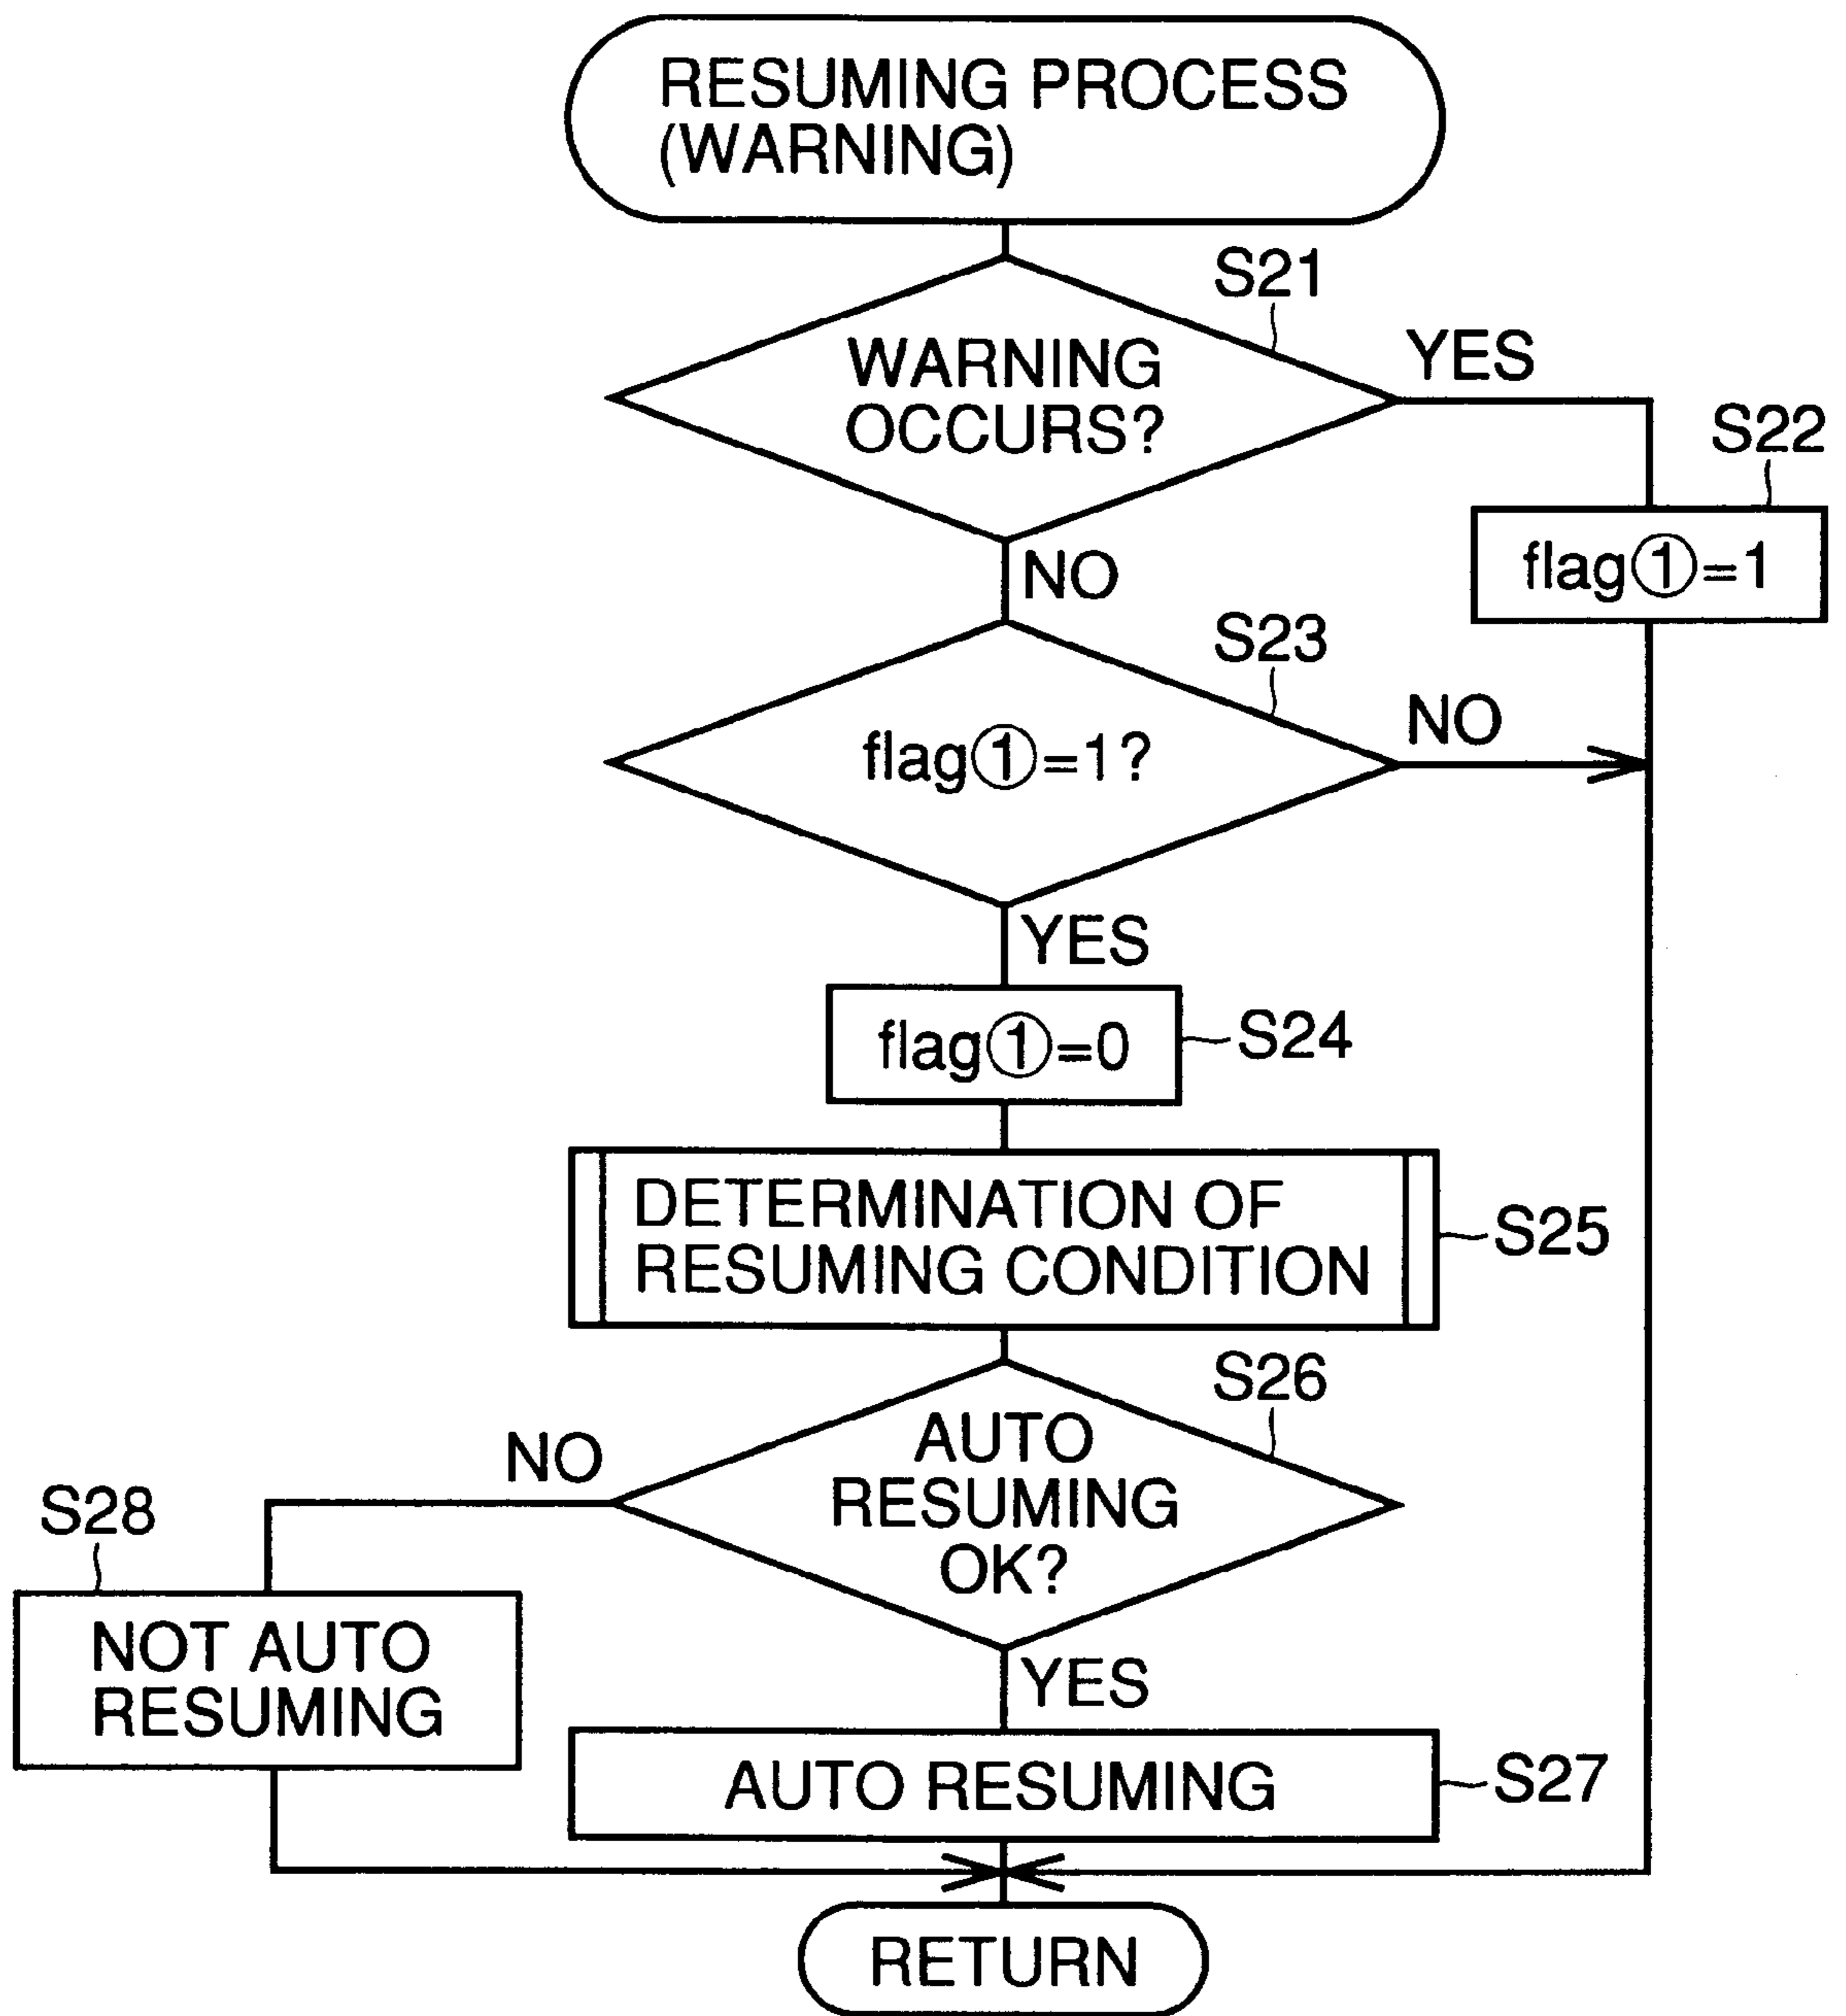 RESUMING PROCESS
(WARNING)
S21
WARNING
OCCURS?
YES
S22
flag①=1
NO
S23
flag①=1?
NO
YES
flag①=0
S24
DETERMINATION OF
RESUMING CONDITION
S25
S26
AUTO
RESUMING
OK?
NO
S28
NOT AUTO
RESUMING
YES
AUTO RESUMING
S27
RETURN